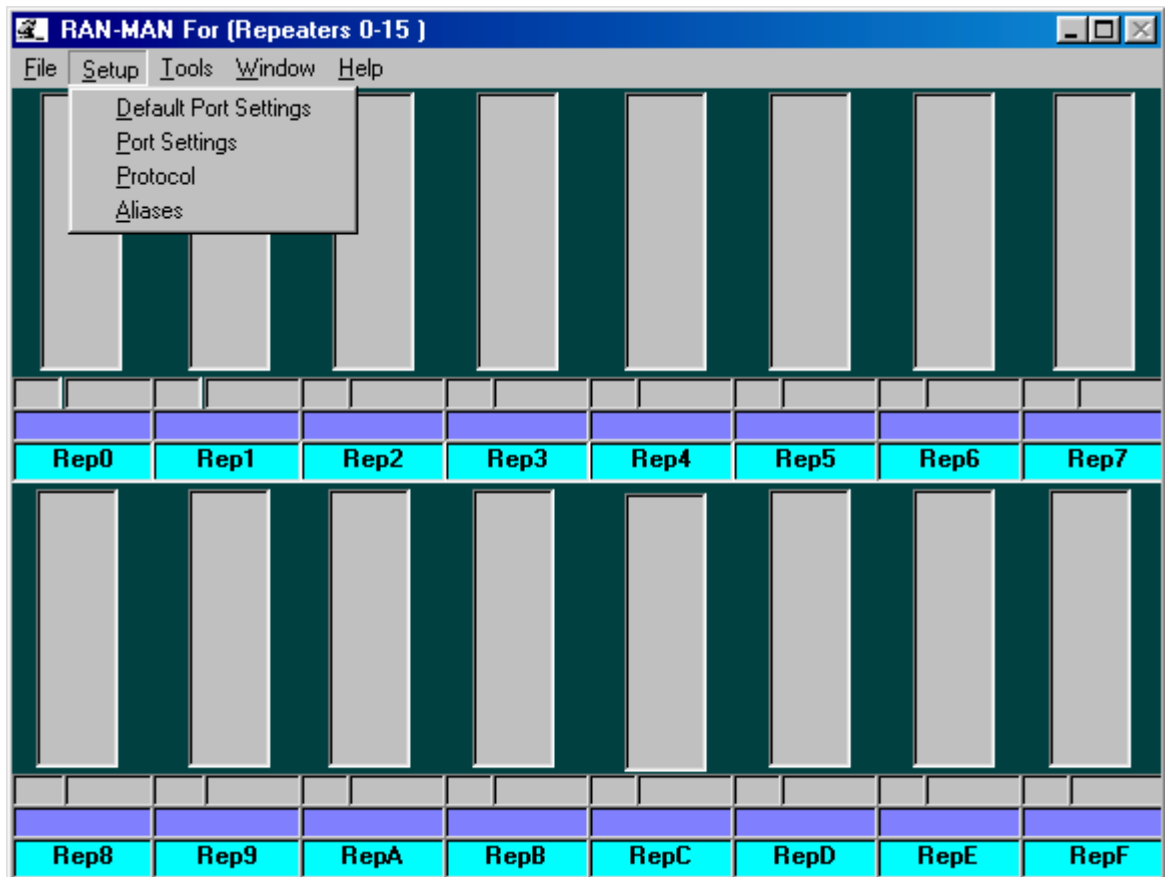 RAN-MAN For (Repeaters 0-15 )
File Setup Tools Window Help
Default Port Settings
Port Settings
Protocol
Aliases
Rep0 Rep1 Rep2 Rep3 Rep4 Rep5 Rep6 Rep7
Rep8 Rep9 RepA RepB RepC RepD RepE RepF